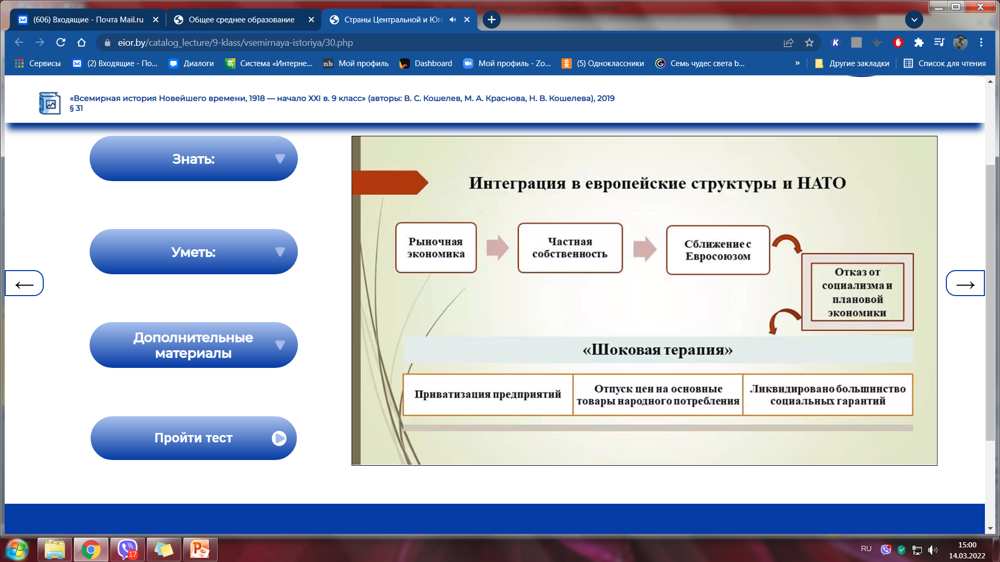 (606) Входящие - Почта Mail.ru
Общее среднее образование
Страны Центральной и Юго
eior.by/catalog_lecture/9-klass/vsemirnaya-istoriya/30.php
Сервисы
(2) Входящие - По...
Диалоги
Система «Интерне...
nb Мой профиль
Dashboard
Мой профиль - Zo...
(5) Одноклассники
Семь чудес света b...
»
Другие закладки
Список для чтения
«Всемирная история Новейшего времени, 1918 — начало XXI в. 9 класс» (авторы: В. С. Кошелев, М. А. Краснова, Н. В. Кошелева), 2019
§ 31
Знать:
Уметь:
Дополнительные
материалы
Пройти тест
Интеграция в европейские структуры и НАТО
Рыночная
экономика
Частная
собственность
Сближение с
Евросоюзом
Отказ от
социализма и
плановой
экономики
«Шоковая терапия»
Приватизация предприятий
Отпуск цен на основные
товары народного потребления
Ликвидировано большинство
социальных гарантий
17
RU
15:00
14.03.2022